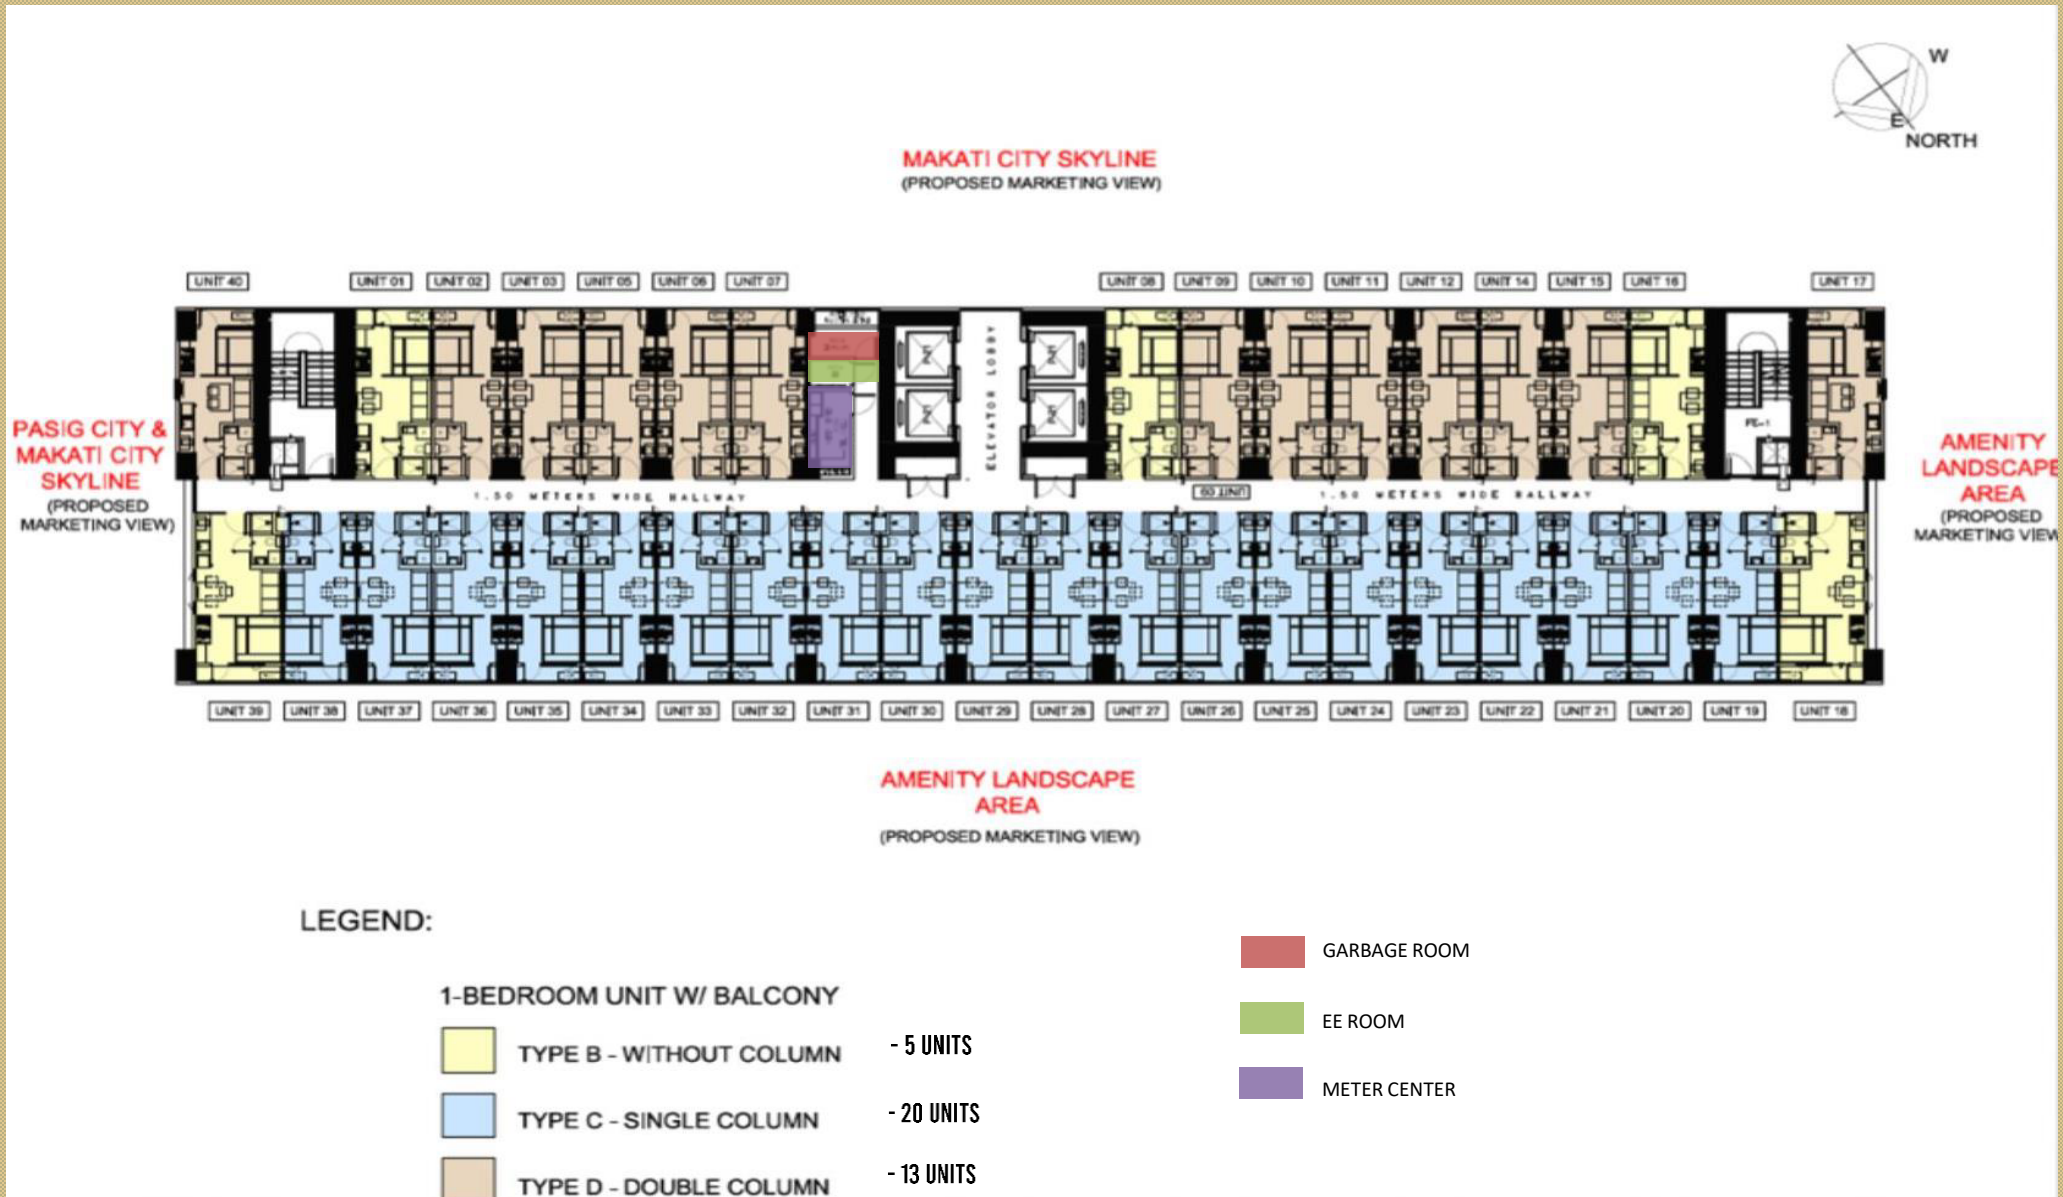 W
E
NORTH
MAKATI CITY SKYLINE
(PROPOSED MARKETING VIEW)
UNIT 40
UNIT 01
UNIT 02
UNIT 03
UNIT 05
UNIT 06
UNIT 07
UNIT 08
UNIT 09
UNIT 10
UNIT 11
UNIT 12
UNIT 14
UNIT 15
UNIT 16
UNIT 17
ELEVATOR LOBBY
FE-1
PASIG CITY &
MAKATI CITY
SKYLINE
(PROPOSED
MARKETING VIEW)
AMENITY
LANDSCAPE
AREA
(PROPOSED
MARKETING VIEW
1.50 METERS WIDE HALLWAY
UNIT 09
1.50 METERS WIDE HALLWAY
UNIT 39
UNIT 38
UNIT 37
UNIT 36
UNIT 35
UNIT 34
UNIT 33
UNIT 32
UNIT 31
UNIT 30
UNIT 29
UNIT 28
UNIT 27
UNIT 26
UNIT 25
UNIT 24
UNIT 23
UNIT 22
UNIT 21
UNIT 20
UNIT 19
UNIT 18
AMENITY LANDSCAPE
AREA
(PROPOSED MARKETING VIEW)
LEGEND:
1-BEDROOM UNIT W/ BALCONY
TYPE B - WITHOUT COLUMN - 5 UNITS
TYPE C - SINGLE COLUMN - 20 UNITS
TYPE D - DOUBLE COLUMN - 13 UNITS
GARBAGE ROOM
EE ROOM
METER CENTER